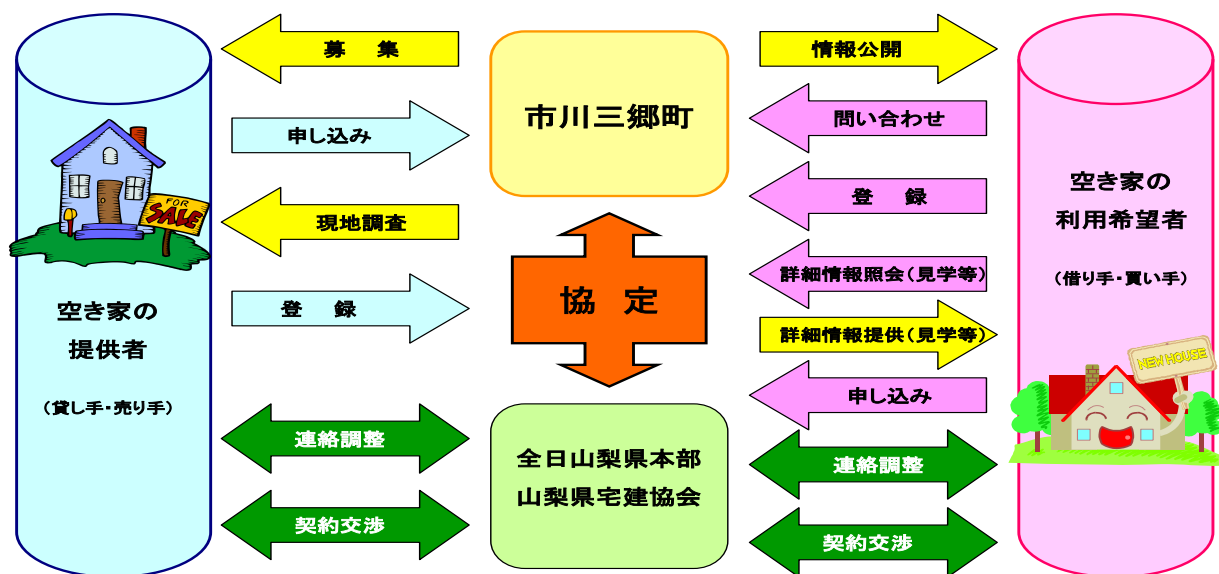 募　集
申し込み
現地調査
登　録
FOR
SALE
空き家の
提供者
（貸し手・売り手）
連絡調整
契約交渉
市川三郷町
協　定
全日山梨県本部
山梨県宅建協会
情報公開
問い合わせ
登　録
詳細情報照会（見学等）
詳細情報提供（見学等）
申し込み
連絡調整
契約交渉
空き家の
利用希望者
（借り手・買い手）
NEW HOUSE